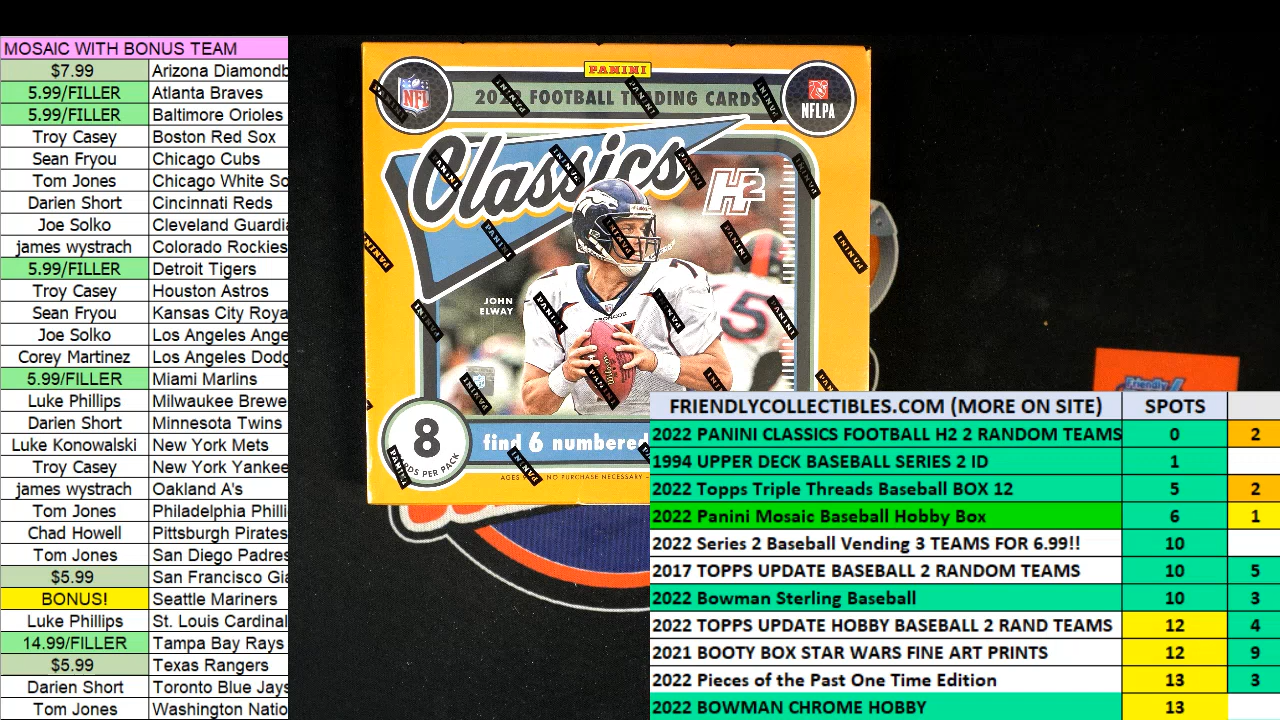 MOSAIC WITH BONUS TEAM
$7.99 Arizona Diamondb
5.99/FILLER Atlanta Braves
5.99/FILLER Baltimore Orioles
Troy Casey Boston Red Sox
Sean Fryou Chicago Cubs
Tom Jones Chicago White So
Darien Short Cincinnati Reds
Joe Solko Cleveland Guardia
james wystrach Colorado Rockies
5.99/FILLER Detroit Tigers
Troy Casey Houston Astros
Sean Fryou Kansas City Roya
Joe Solko Los Angeles Ange
Corey Martinez Los Angeles Dodg
5.99/FILLER Miami Marlins
Luke Phillips Milwaukee Brewe
Darien Short Minnesota Twins
Luke Konowalski New York Mets
Troy Casey New York Yankee
james wystrach Oakland A's
Tom Jones Philadelphia Philli
Chad Howell Pittsburgh Pirates
Tom Jones San Diego Padres
$5.99 San Francisco Gia
BONUS! Seattle Mariners
Luke Phillips St. Louis Cardinal
14.99/FILLER Tampa Bay Rays
$5.99 Texas Rangers
Darien Short Toronto Blue Jays
Tom Jones Washington Natio
PANINI
NFL
FOOTBALL TRADING CARDS
NFLPA
Classics
H2
JOHN
ELWAY
8
CARDS PER PACK
find 6 numbered
NO PURCHASE NECESSARY
Friendly
FRIENDLYCOLLECTIBLES.COM (MORE ON SITE) SPOTS
2022 PANINI CLASSICS FOOTBALL H2 2 RANDOM TEAMS 0 2
1994 UPPER DECK BASEBALL SERIES 2 ID 1
2022 Topps Triple Threads Baseball BOX 12 5 2
2022 Panini Mosaic Baseball Hobby Box 6 1
2022 Series 2 Baseball Vending 3 TEAMS FOR 6.99!! 10
2017 TOPPS UPDATE BASEBALL 2 RANDOM TEAMS 10 5
2022 Bowman Sterling Baseball 10 3
2022 TOPPS UPDATE HOBBY BASEBALL 2 RAND TEAMS 12 4
2021 BOOTY BOX STAR WARS FINE ART PRINTS 12 9
2022 Pieces of the Past One Time Edition 13 3
2022 BOWMAN CHROME HOBBY 13